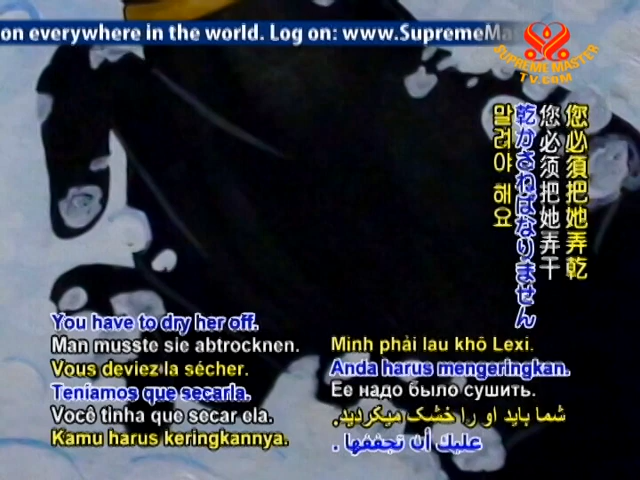 on everywhere in the world. Log on: www.SupremeMa
SUPREME MASTER
TV.COM
您必須把她弄乾
您必须把她弄干
乾かさねばなりません
말려야 해요
You have to dry her off.
Man musste sie abtrocknen.
Vous deviez la sécher.
Teníamos que secarla.
Você tinha que secar ela.
Kamu harus keringkannya.
Minh phải lau khô Lexi.
Anda harus mengeringkan.
Ее надо было сушить.
شما باید او را خشک میکردید.
عليك أن تجففها .